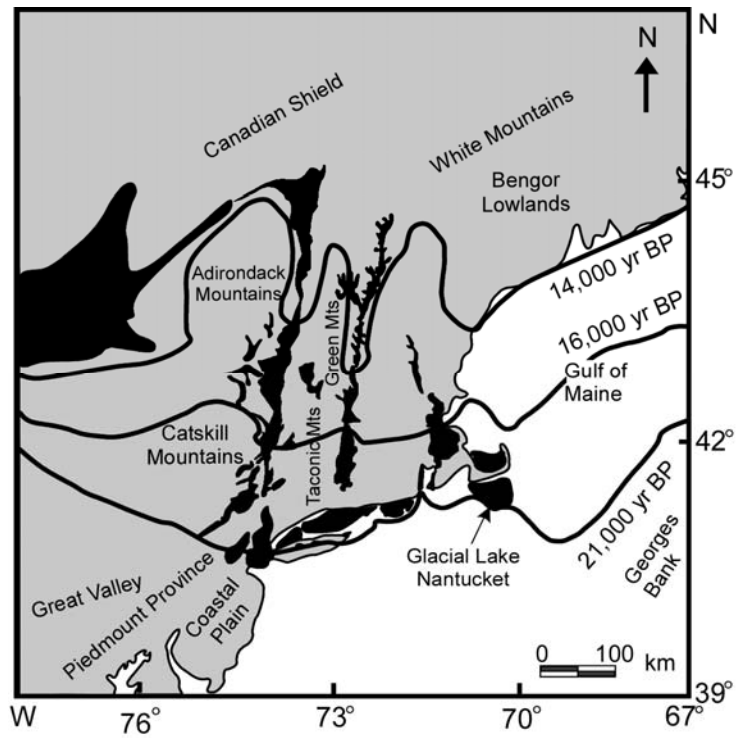 N
N
Canadian Shield
White Mountains
Bengor
Lowlands
45°
Adirondack
Mountains
14,000 yr BP
16,000 yr BP
Green Mts
Gulf of
Maine
Catskill
Mountains
Taconic Mts
42°
21,000 yr BP
Georges
Bank
Glacial Lake
Nantucket
Great Valley
Piedmount Province
Coastal
Plain
0 100
km
39°
W 76° 73° 70° 67°